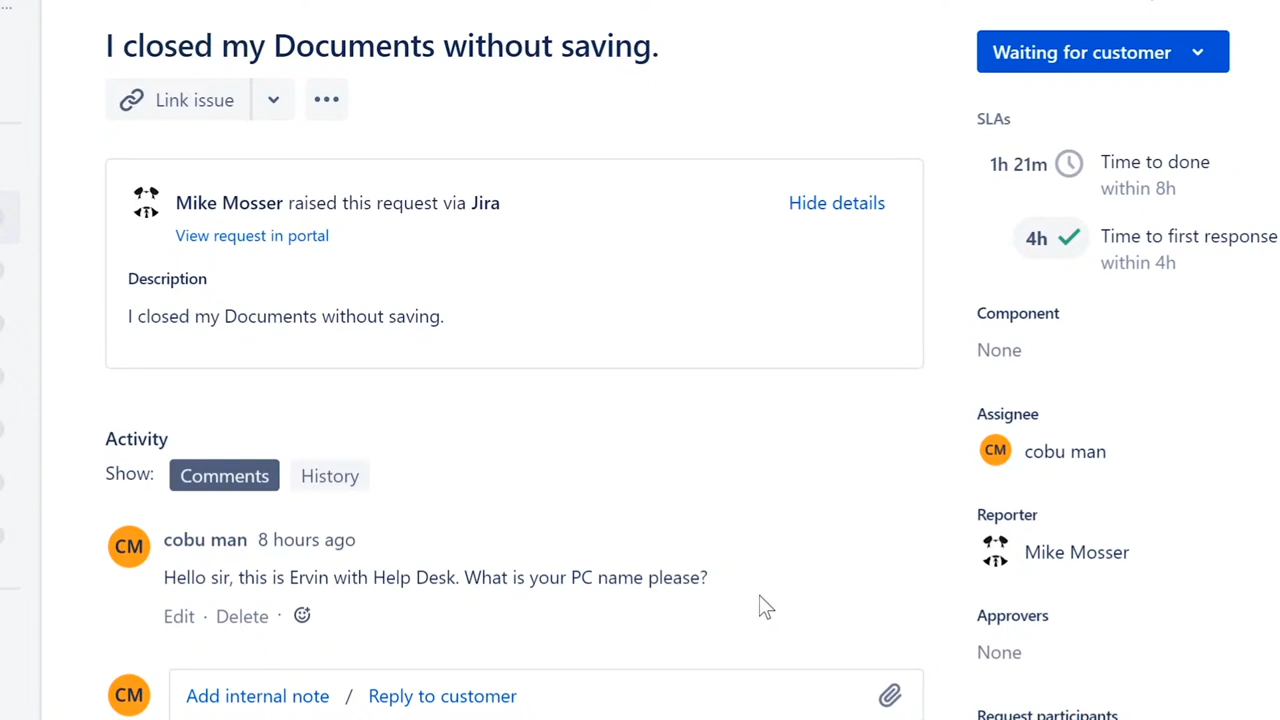 I closed my Documents without saving.
Waiting for customer
Link issue
SLAs
1h 21m Time to done
within 8h
Mike Mosser raised this request via Jira
Hide details
View request in portal
4h Time to first response
within 4h
Description
I closed my Documents without saving.
Component
None
Assignee
CM cobu man
Activity
Show: Comments History
Reporter
Mike Mosser
CM cobu man 8 hours ago
Hello sir, this is Ervin with Help Desk. What is your PC name please?
Edit · Delete ·
Approvers
None
CM Add internal note / Reply to customer
Request participants